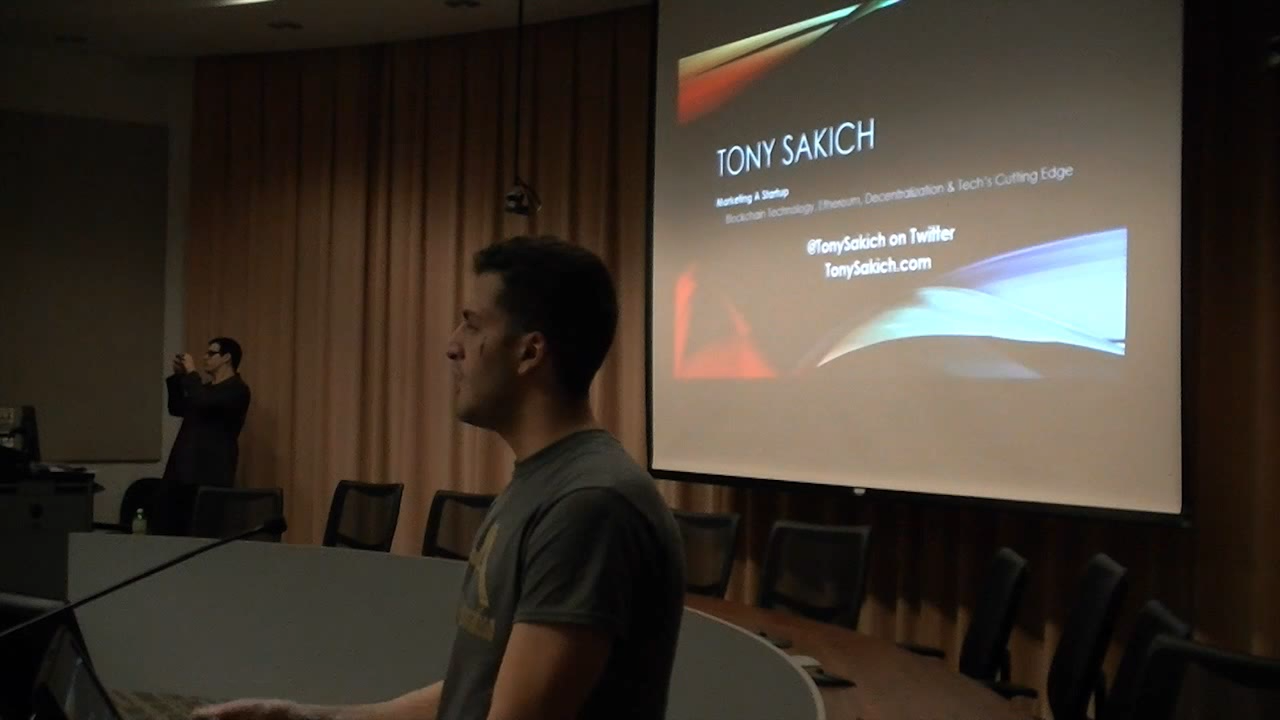 TONY SAKICH
Marketing A Startup
Blockchain Technology, Ethereum, Decentralization & Tech's Cutting Edge
@TonySakich on Twitter
TonySakich.com